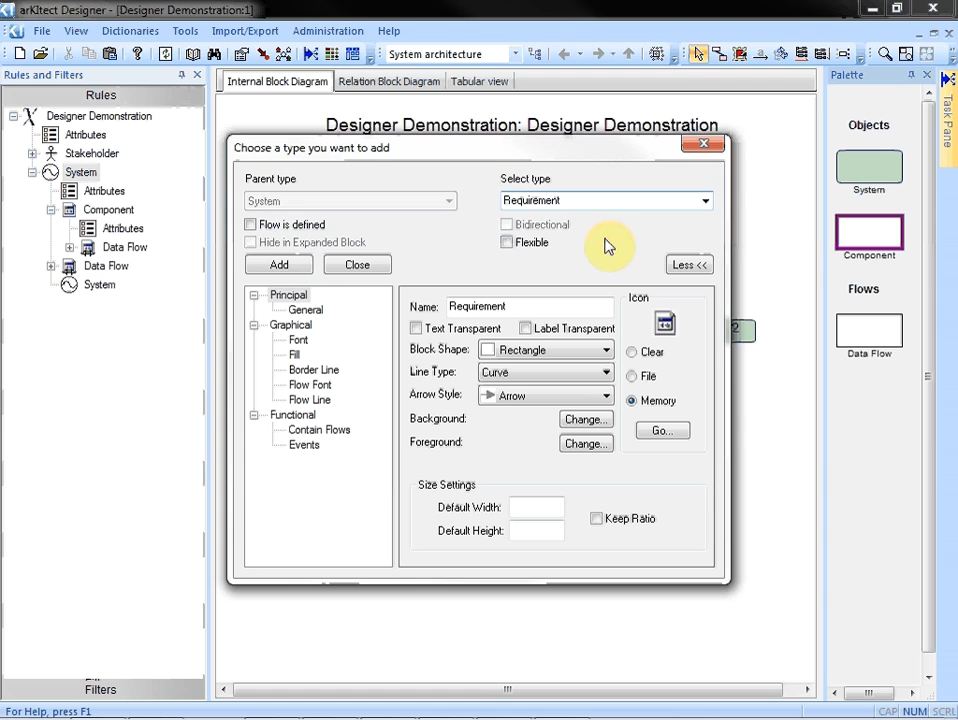 arKItect Designer - [Designer Demonstration:1]
File View Dictionaries Tools Import/Export Administration Help
System architecture
Rules and Filters
Rules
Designer Demonstration
Attributes
Stakeholder
System
Attributes
Component
Attributes
Data Flow
Data Flow
System
Filters
Internal Block Diagram Relation Block Diagram Tabular view
Designer Demonstration: Designer Demonstration
Choose a type you want to add
Parent type Select type
System Requirement
Flow is defined Bidirectional
Hide in Expanded Block Flexible
Add Close Less <<
Principal
General
Graphical
Font
Fill
Border Line
Flow Font
Flow Line
Functional
Contain Flows
Events
Name: Requirement
Text Transparent Label Transparent
Block Shape: Rectangle
Line Type: Curve
Arrow Style: Arrow
Background: Change...
Foreground: Change...
Icon
Clear
File
Memory
Go...
Size Settings
Default Width:
Default Height:
Keep Ratio
Palette
Objects
System
Component
Flows
Data Flow
Task Pane
For Help, press F1 CAP NUM SCRL